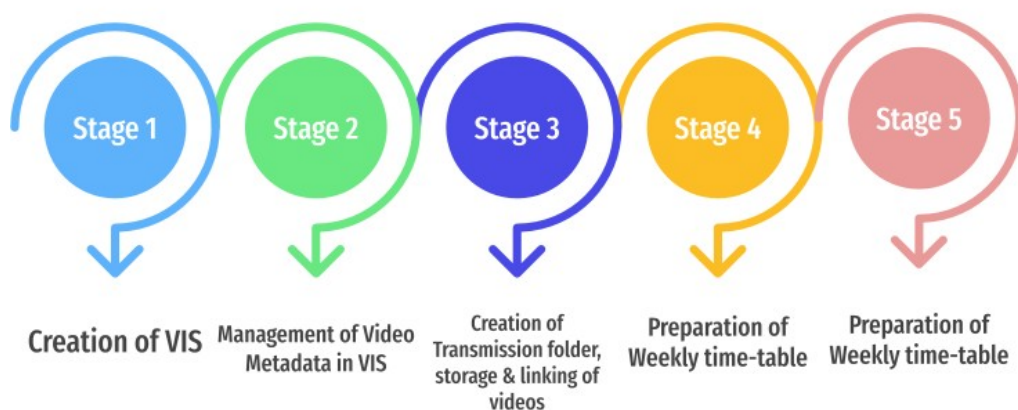 Stage 1
Stage 2
Stage 3
Stage 4
Stage 5
Creation of VIS
Management of Video
Metadata in VIS
Creation of
Transmission folder,
storage & linking of
videos
Preparation of
Weekly time-table
Preparation of
Weekly time-table